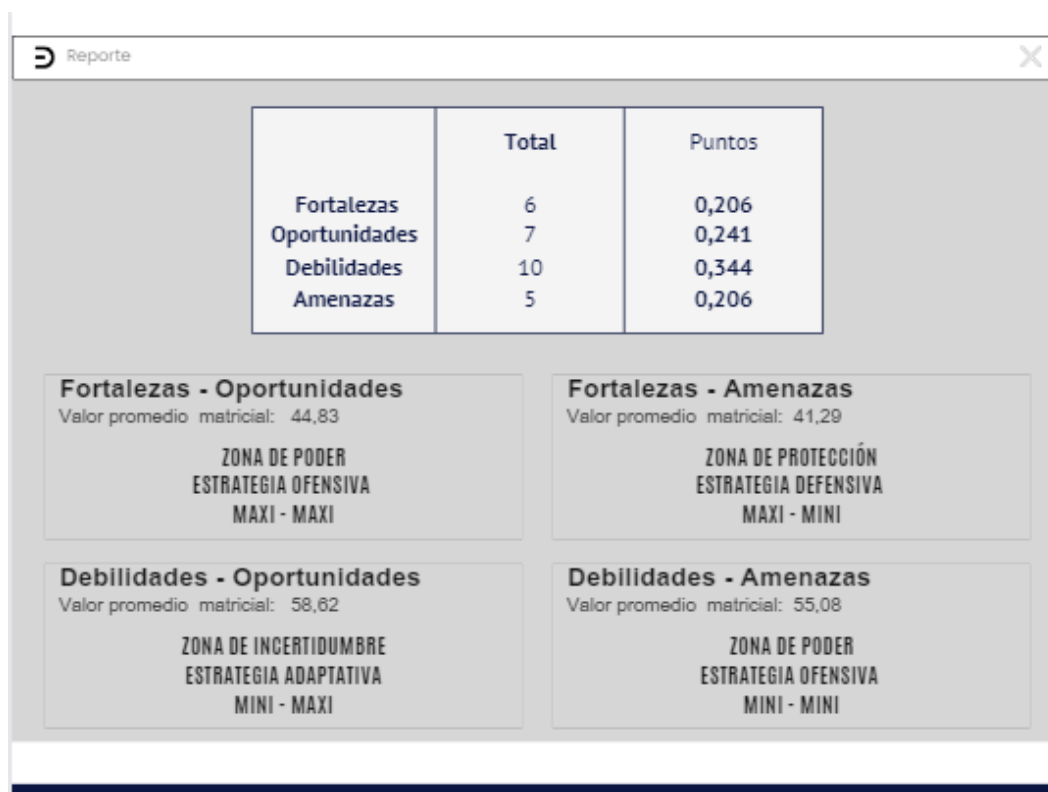 Reporte
Total Puntos
Fortalezas 6 0,206
Oportunidades 7 0,241
Debilidades 10 0,344
Amenazas 5 0,206
Fortalezas - Oportunidades
Valor promedio matricial: 44,83
ZONA DE PODER
ESTRATEGIA OFENSIVA
MAXI - MAXI
Fortalezas - Amenazas
Valor promedio matricial: 41,29
ZONA DE PROTECCIÓN
ESTRATEGIA DEFENSIVA
MAXI - MINI
Debilidades - Oportunidades
Valor promedio matricial: 58,62
ZONA DE INCERTIDUMBRE
ESTRATEGIA ADAPTATIVA
MINI - MAXI
Debilidades - Amenazas
Valor promedio matricial: 55,08
ZONA DE PODER
ESTRATEGIA OFENSIVA
MINI - MINI